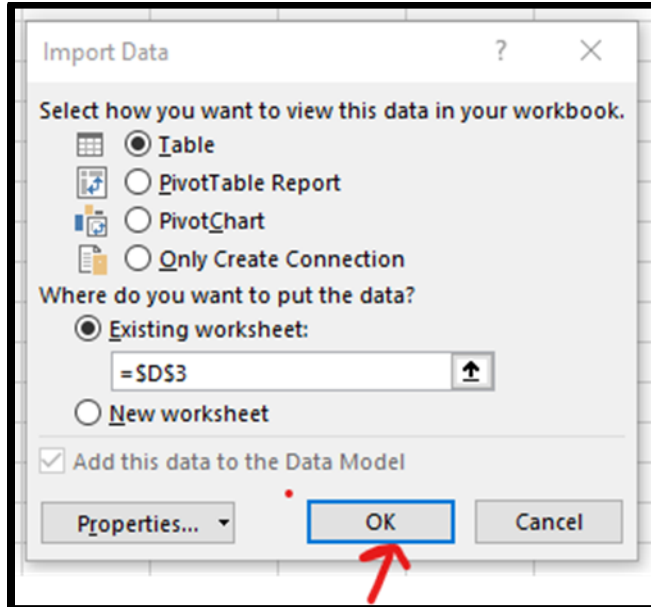 Import Data ?
Select how you want to view this data in your workbook.
Table
PivotTable Report
PivotChart
Only Create Connection
Where do you want to put the data?
Existing worksheet:
=$D$3
New worksheet
Add this data to the Data Model
Properties... OK Cancel